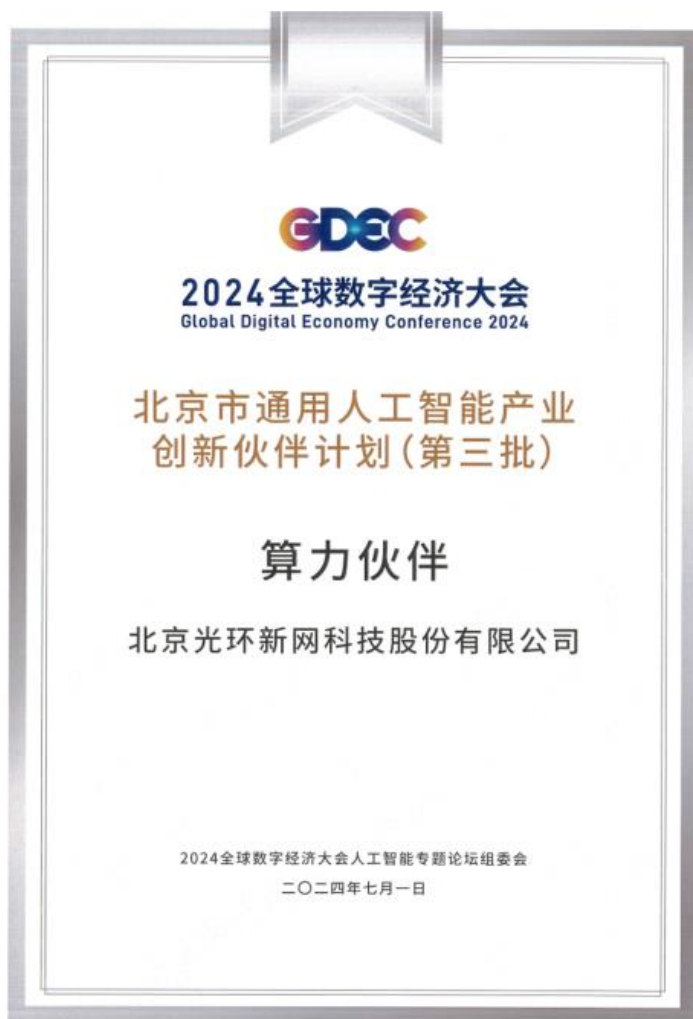 GDEC
2024全球数字经济大会
Global Digital Economy Conference 2024
北京市通用人工智能产业
创新伙伴计划(第三批)
算力伙伴
北京光环新网科技股份有限公司
2024全球数字经济大会人工智能专题论坛组委会
二〇二四年七月一日